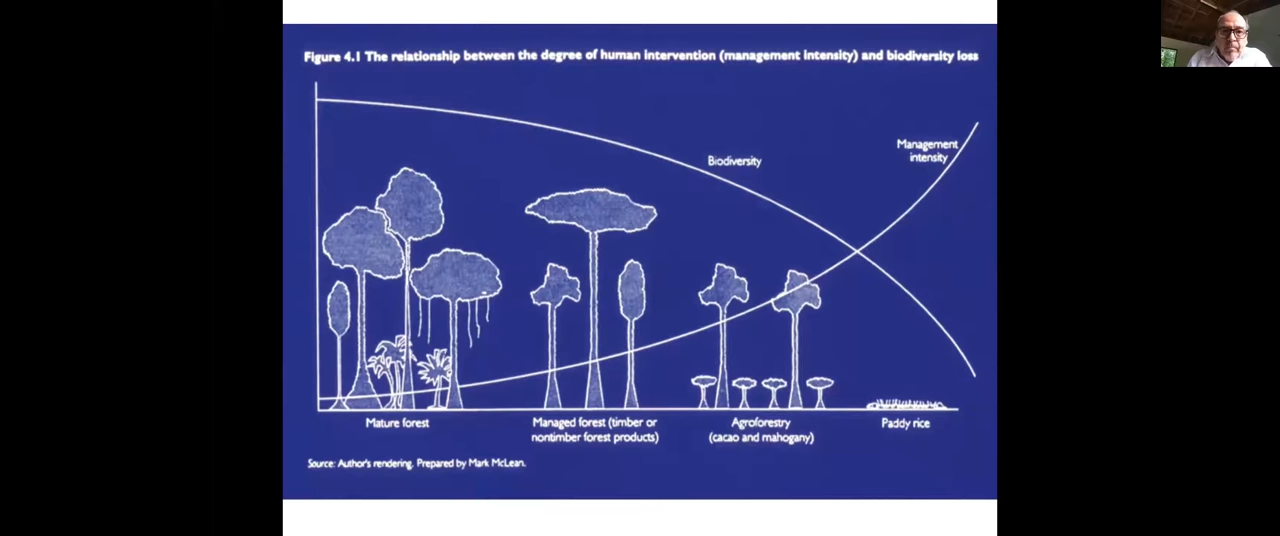 Figure 4.1 The relationship between the degree of human intervention (management intensity) and biodiversity loss
Biodiversity
Management
intensity
Mature forest
Managed forest (timber or
nontimber forest products)
Agroforestry
(cacao and mahogany)
Paddy rice
Source: Author's rendering. Prepared by Mark McLean.